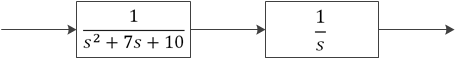 1 / (s² + 7s + 10)
1 / s